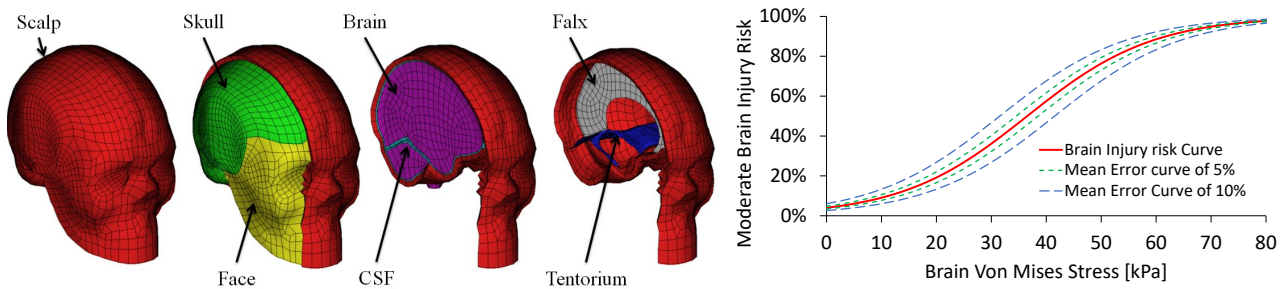 Scalp
Skull
Brain
Falx
Face
CSF
Tentorium
Moderate Brain Injury Risk
100%
80%
60%
40%
20%
0%
Brain Injury risk Curve
Mean Error curve of 5%
Mean Error Curve of 10%
0 10 20 30 40 50 60 70 80
Brain Von Mises Stress [kPa]